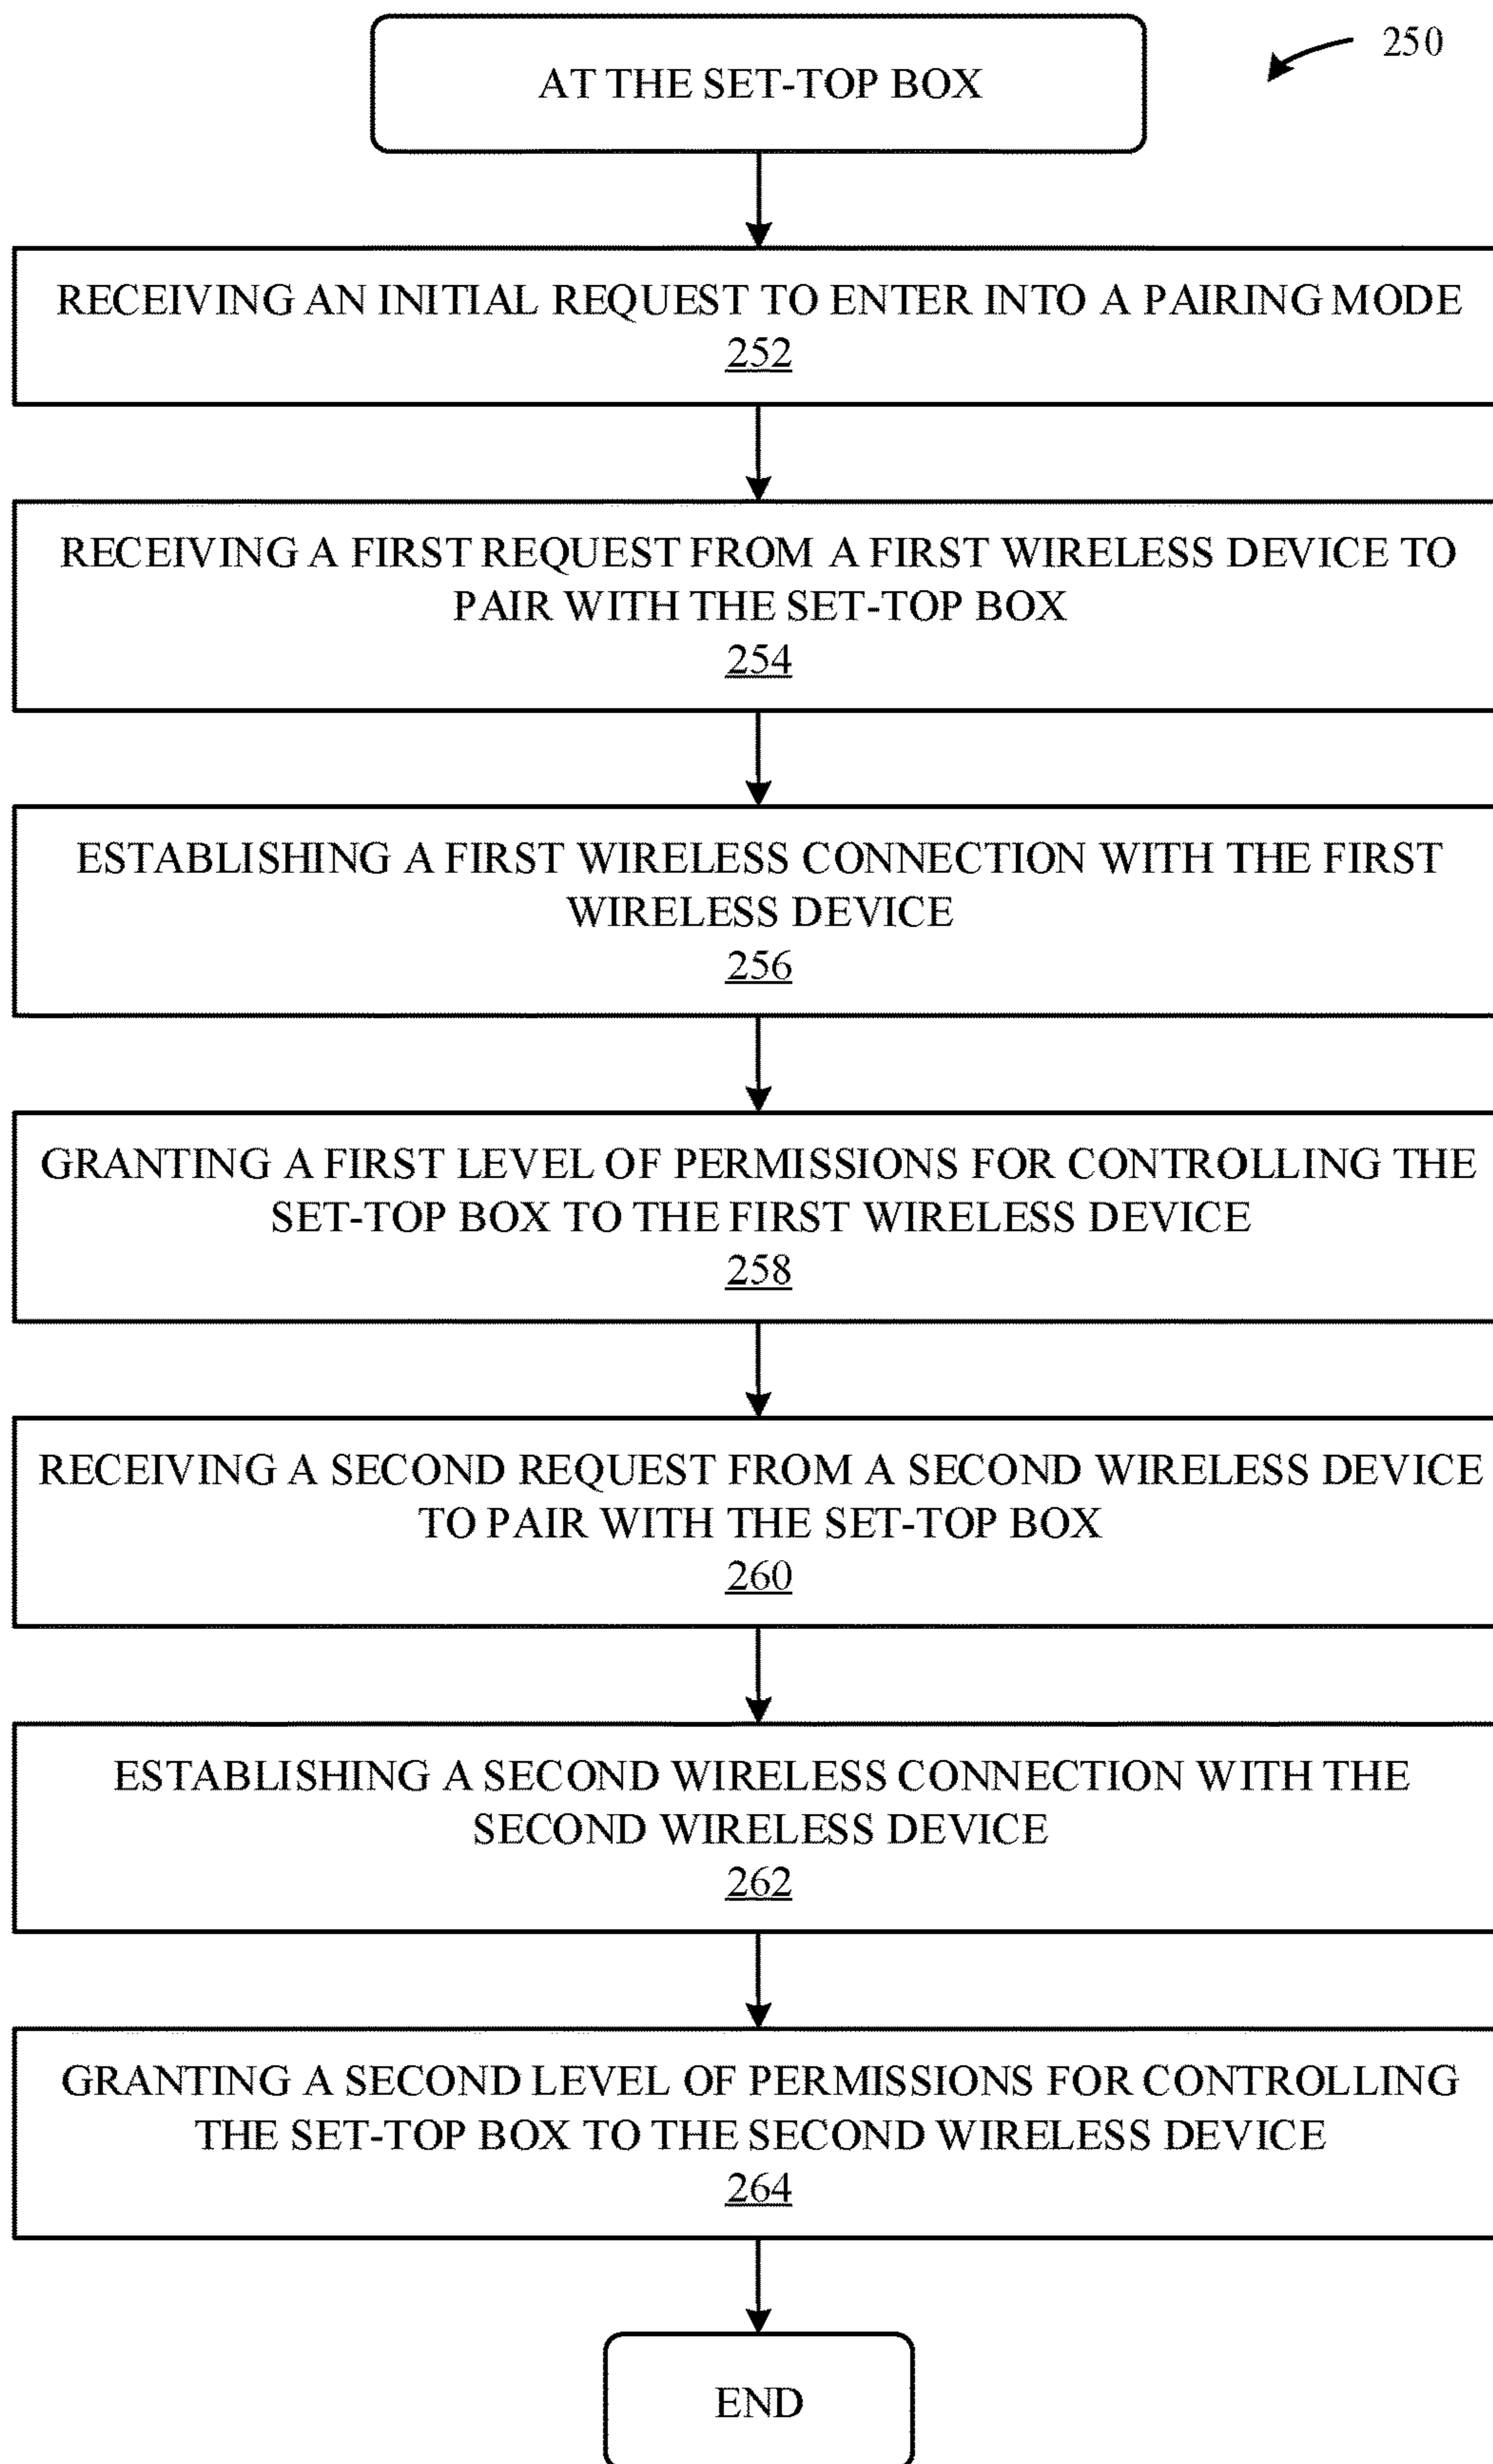 AT THE SET-TOP BOX
250
RECEIVING AN INITIAL REQUEST TO ENTER INTO A PAIRING MODE
252
RECEIVING A FIRST REQUEST FROM A FIRST WIRELESS DEVICE TO
PAIR WITH THE SET-TOP BOX
254
ESTABLISHING A FIRST WIRELESS CONNECTION WITH THE FIRST
WIRELESS DEVICE
256
GRANTING A FIRST LEVEL OF PERMISSIONS FOR CONTROLLING THE
SET-TOP BOX TO THE FIRST WIRELESS DEVICE
258
RECEIVING A SECOND REQUEST FROM A SECOND WIRELESS DEVICE
TO PAIR WITH THE SET-TOP BOX
260
ESTABLISHING A SECOND WIRELESS CONNECTION WITH THE
SECOND WIRELESS DEVICE
262
GRANTING A SECOND LEVEL OF PERMISSIONS FOR CONTROLLING
THE SET-TOP BOX TO THE SECOND WIRELESS DEVICE
264
END